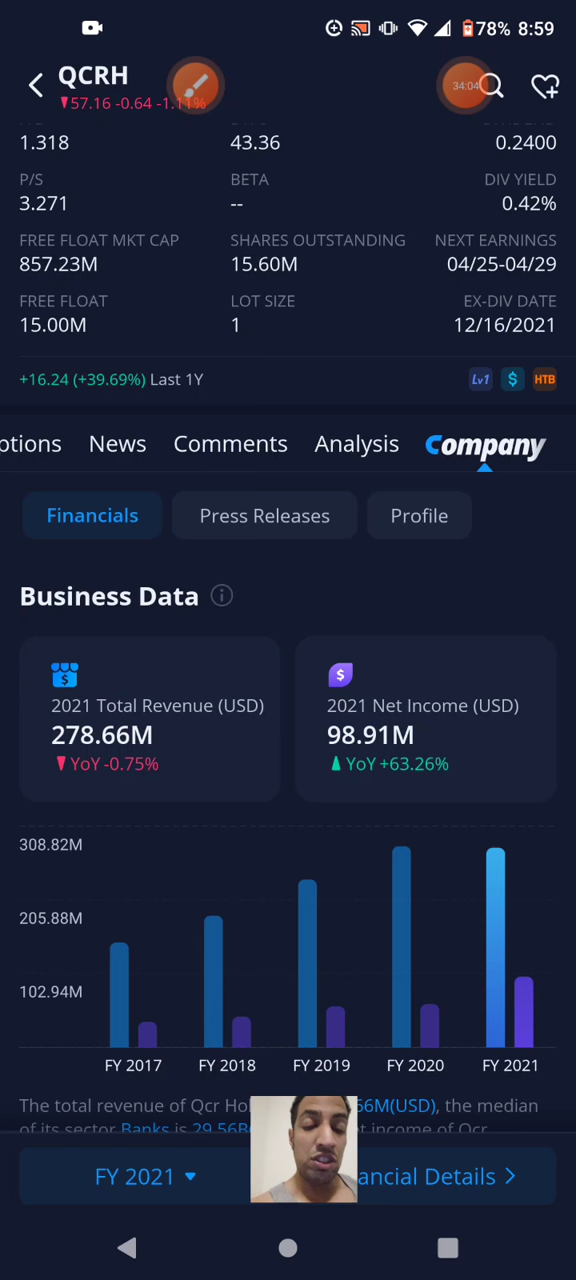 78% 8:59
QCRH
57.16 -0.64 -1.11%
34:04
1.318 43.36 0.2400
P/S BETA DIV YIELD
3.271 -- 0.42%
FREE FLOAT MKT CAP SHARES OUTSTANDING NEXT EARNINGS
857.23M 15.60M 04/25-04/29
FREE FLOAT LOT SIZE EX-DIV DATE
15.00M 1 12/16/2021
+16.24 (+39.69%) Last 1Y Lv1 $ HTB
ptions News Comments Analysis Company
Financials Press Releases Profile
Business Data
2021 Total Revenue (USD) 2021 Net Income (USD)
278.66M 98.91M
YoY -0.75% YoY +63.26%
308.82M
205.88M
102.94M
FY 2017 FY 2018 FY 2019 FY 2020 FY 2021
The total revenue of Qcr 66M(USD), the median
of its sector Banks is 29.56B income of Qcr
FY 2021 ancial Details